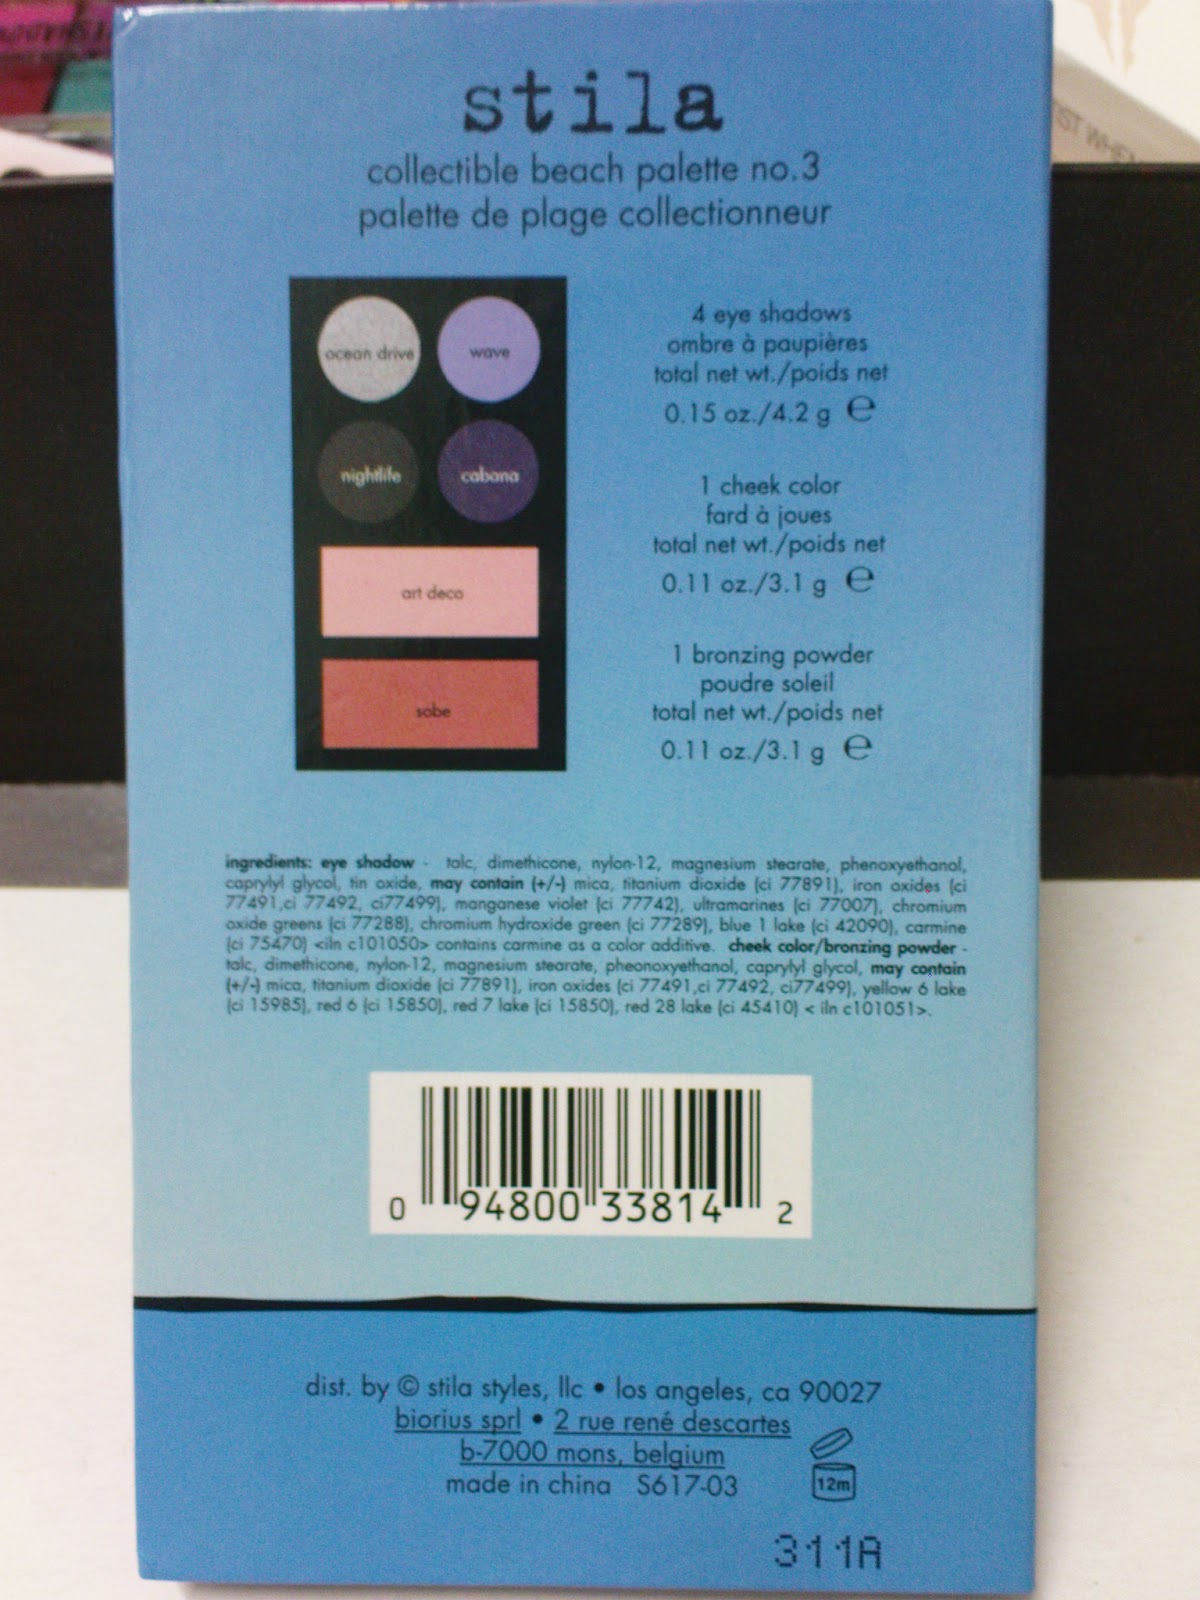 stila
collectible beach palette no.3
palette de plage collectionneur
ocean drive
wave
nightlife
cabana
art deco
sobe
4 eye shadows
ombre à paupières
total net wt./poids net
0.15 oz./4.2 g ℮
1 cheek color
fard à joues
total net wt./poids net
0.11 oz./3.1 g ℮
1 bronzing powder
poudre soleil
total net wt./poids net
0.11 oz./3.1 g ℮
ingredients: eye shadow - talc, dimethicone, nylon-12, magnesium stearate, phenoxyethanol,
caprylyl glycol, tin oxide, may contain (+/-) mica, titanium dioxide (ci 77891), iron oxides (ci
77491,ci 77492, ci77499), manganese violet (ci 77742), ultramarines (ci 77007), chromium
oxide greens (ci 77288), chromium hydroxide green (ci 77289), blue 1 lake (ci 42090), carmine
(ci 75470) <iln c101050> contains carmine as a color additive. cheek color/bronzing powder -
talc, dimethicone, nylon-12, magnesium stearate, pheonoxyethanol, caprylyl glycol, may contain
(+/-) mica, titanium dioxide (ci 77891), iron oxides (ci 77491,ci 77492, ci77499), yellow 6 lake
(ci 15985), red 6 (ci 15850), red 7 lake (ci 15850), red 28 lake (ci 45410) < iln c101051>.
0 94800 33814 2
dist. by © stila styles, llc • los angeles, ca 90027
biorius sprl • 2 rue rené descartes
b-7000 mons, belgium
made in china S617-03
12m
311A